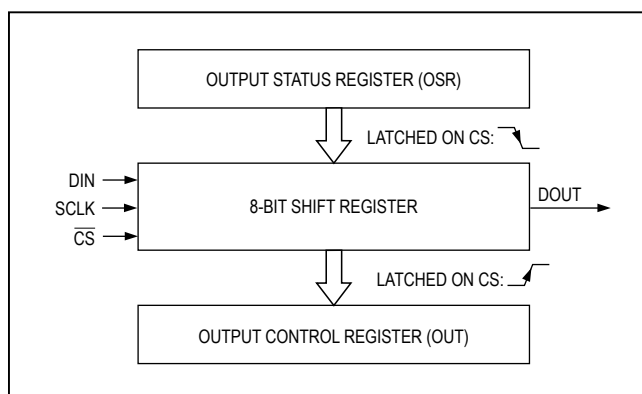 OUTPUT STATUS REGISTER (OSR)
LATCHED ON CS:
DIN
SCLK
CS
8-BIT SHIFT REGISTER
DOUT
LATCHED ON CS:
OUTPUT CONTROL REGISTER (OUT)